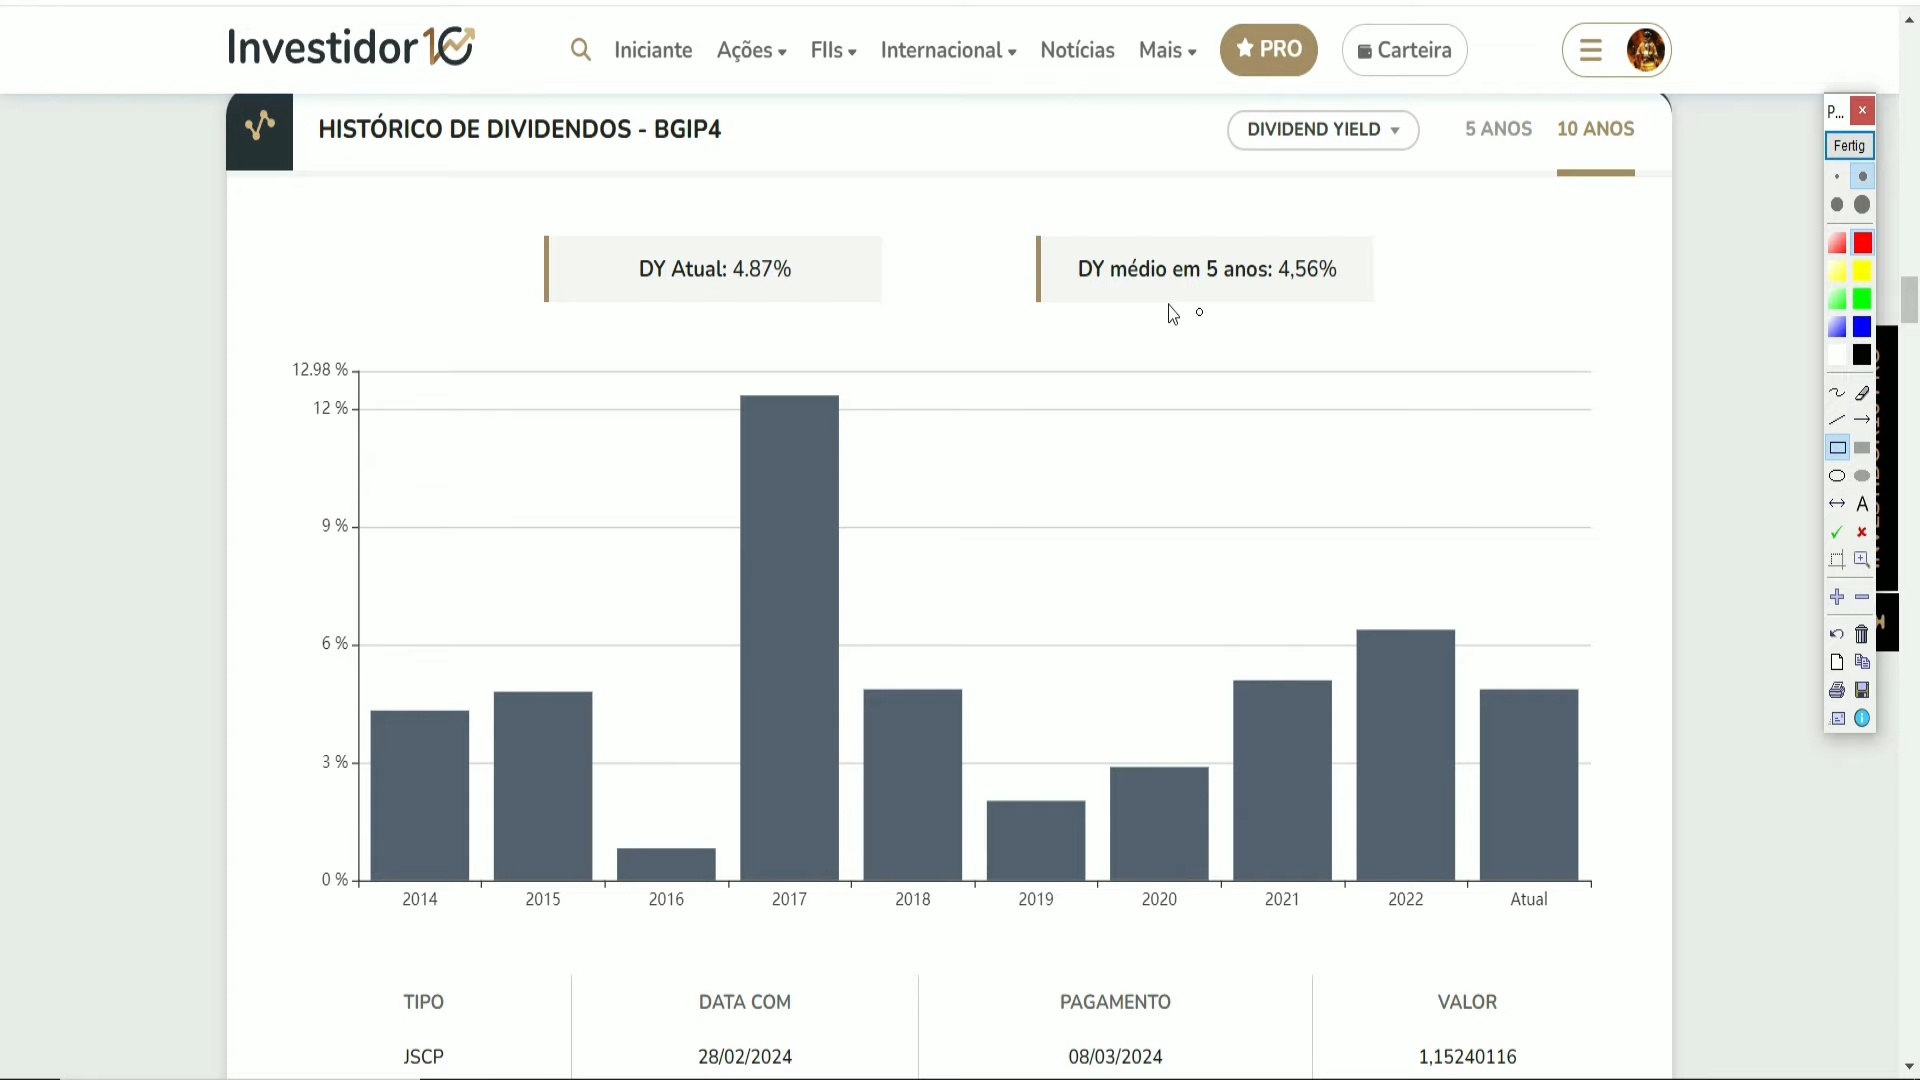 Investidor10
Iniciante
Ações
FIIs
Internacional
Notícias
Mais
PRO
Carteira
HISTÓRICO DE DIVIDENDOS - BGIP4
DIVIDEND YIELD
5 ANOS
10 ANOS
DY Atual: 4.87%
DY médio em 5 anos: 4,56%
12.98 %
12 %
9 %
6 %
3 %
0 %
2014 2015 2016 2017 2018 2019 2020 2021 2022 Atual
TIPO DATA COM PAGAMENTO VALOR
JSCP 28/02/2024 08/03/2024 1,15240116
P...
Fertig
A